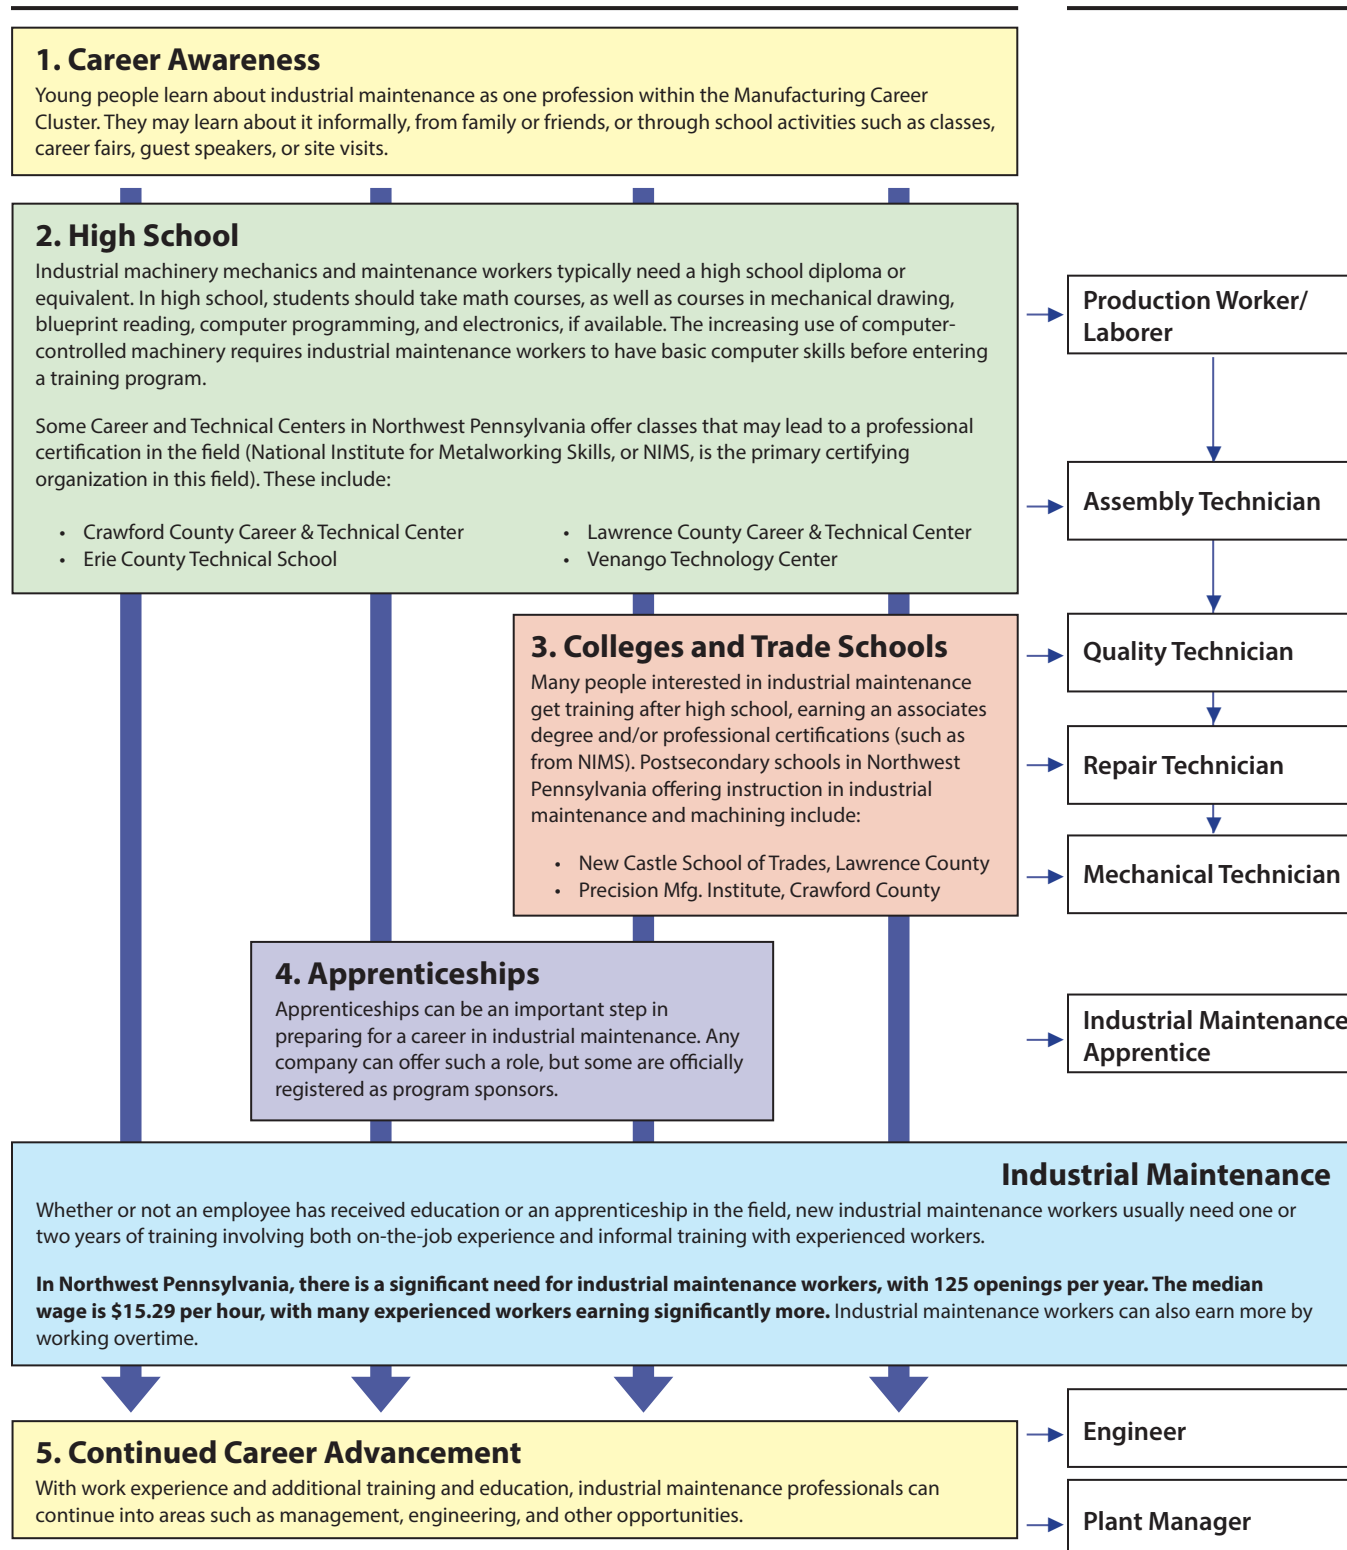 1. Career Awareness
Young people learn about industrial maintenance as one profession within the Manufacturing Career
Cluster. They may learn about it informally, from family or friends, or through school activities such as classes,
career fairs, guest speakers, or site visits.
2. High School
Industrial machinery mechanics and maintenance workers typically need a high school diploma or
equivalent. In high school, students should take math courses, as well as courses in mechanical drawing,
blueprint reading, computer programming, and electronics, if available. The increasing use of computer-
controlled machinery requires industrial maintenance workers to have basic computer skills before entering
a training program.
Some Career and Technical Centers in Northwest Pennsylvania offer classes that may lead to a professional
certification in the field (National Institute for Metalworking Skills, or NIMS, is the primary certifying
organization in this field). These include:
• Crawford County Career & Technical Center
• Erie County Technical School
• Lawrence County Career & Technical Center
• Venango Technology Center
Production Worker/
Laborer
Assembly Technician
3. Colleges and Trade Schools
Many people interested in industrial maintenance
get training after high school, earning an associates
degree and/or professional certifications (such as
from NIMS). Postsecondary schools in Northwest
Pennsylvania offering instruction in industrial
maintenance and machining include:
• New Castle School of Trades, Lawrence County
• Precision Mfg. Institute, Crawford County
Quality Technician
Repair Technician
Mechanical Technician
4. Apprenticeships
Apprenticeships can be an important step in
preparing for a career in industrial maintenance. Any
company can offer such a role, but some are officially
registered as program sponsors.
Industrial Maintenance
Apprentice
Industrial Maintenance
Whether or not an employee has received education or an apprenticeship in the field, new industrial maintenance workers usually need one or
two years of training involving both on-the-job experience and informal training with experienced workers.
In Northwest Pennsylvania, there is a significant need for industrial maintenance workers, with 125 openings per year. The median
wage is $15.29 per hour, with many experienced workers earning significantly more. Industrial maintenance workers can also earn more by
working overtime.
5. Continued Career Advancement
With work experience and additional training and education, industrial maintenance professionals can
continue into areas such as management, engineering, and other opportunities.
Engineer
Plant Manager